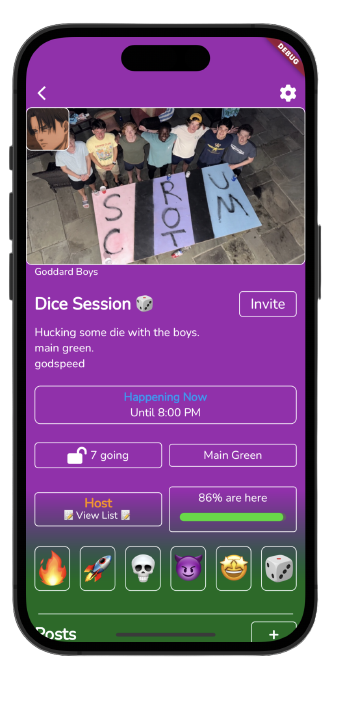 DEBUG
SC
ROT
UM
Goddard Boys
Dice Session 🎲
Invite
Hucking some die with the boys.
main green.
godspeed
Happening Now
Until 8:00 PM
7 going
Main Green
Host
📝 View List 📝
86% are here
Posts
+